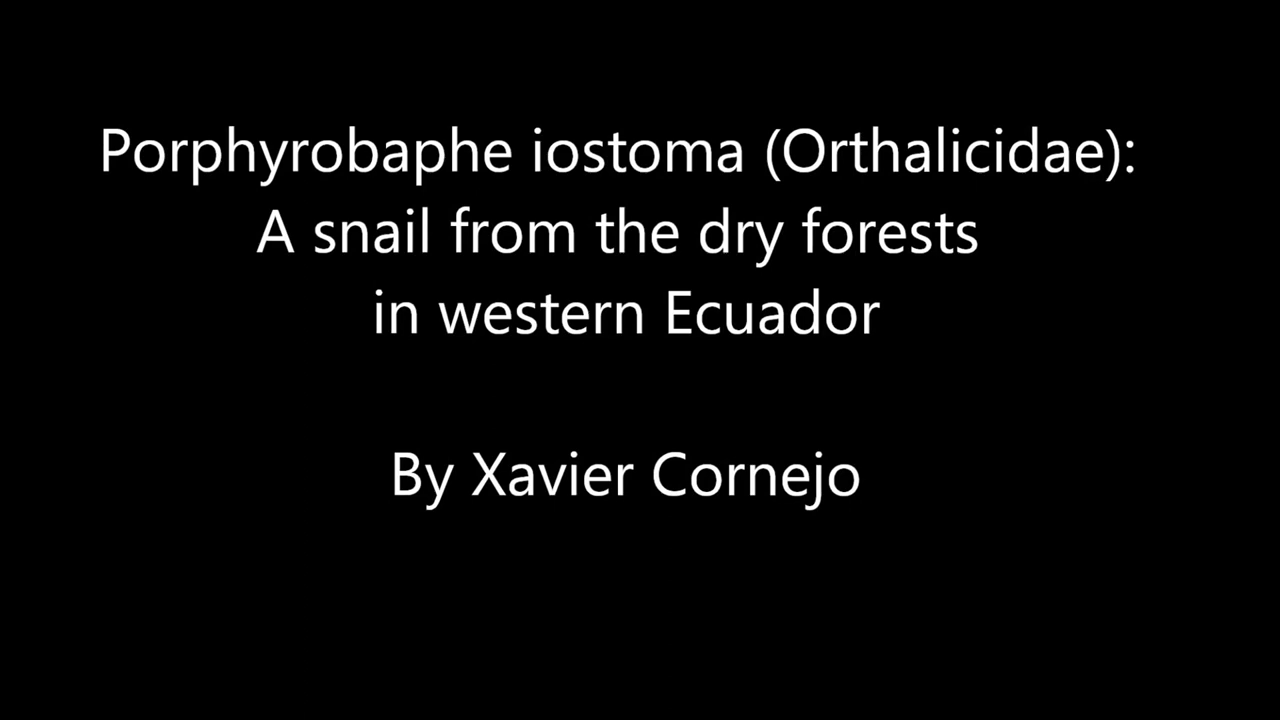 Porphyrobaphe iostoma (Orthalicidae):
A snail from the dry forests
in western Ecuador
By Xavier Cornejo